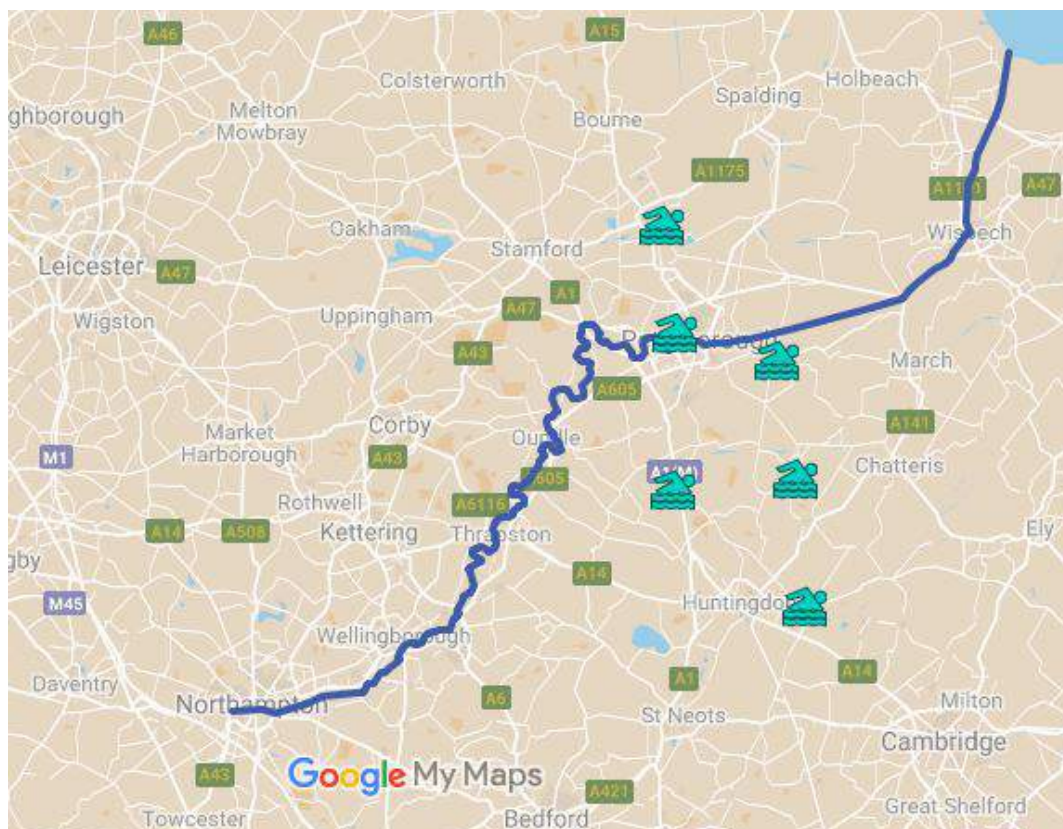 A46
A15
Colsterworth
Holbeach
Spalding
Melton
Mowbray
ghborough
Bourne
A1175
A47
Oakham
Stamford
Leicester
A47
A1
A47
Uppingham
Wigston
A43
March
A605
A141
Corby
Market
Harborough
M1
A43
Chatteris
A1(M)
A605
A6116
Rothwell
A14
A508
Kettering
Thrapston
Ely
gby
A14
M45
Huntingdon
Wellingborough
Daventry
A6
A1
A14
Northampton
St Neots
Milton
Cambridge
A43
Google My Maps
A421
Towcester
Bedford
Great Shelford